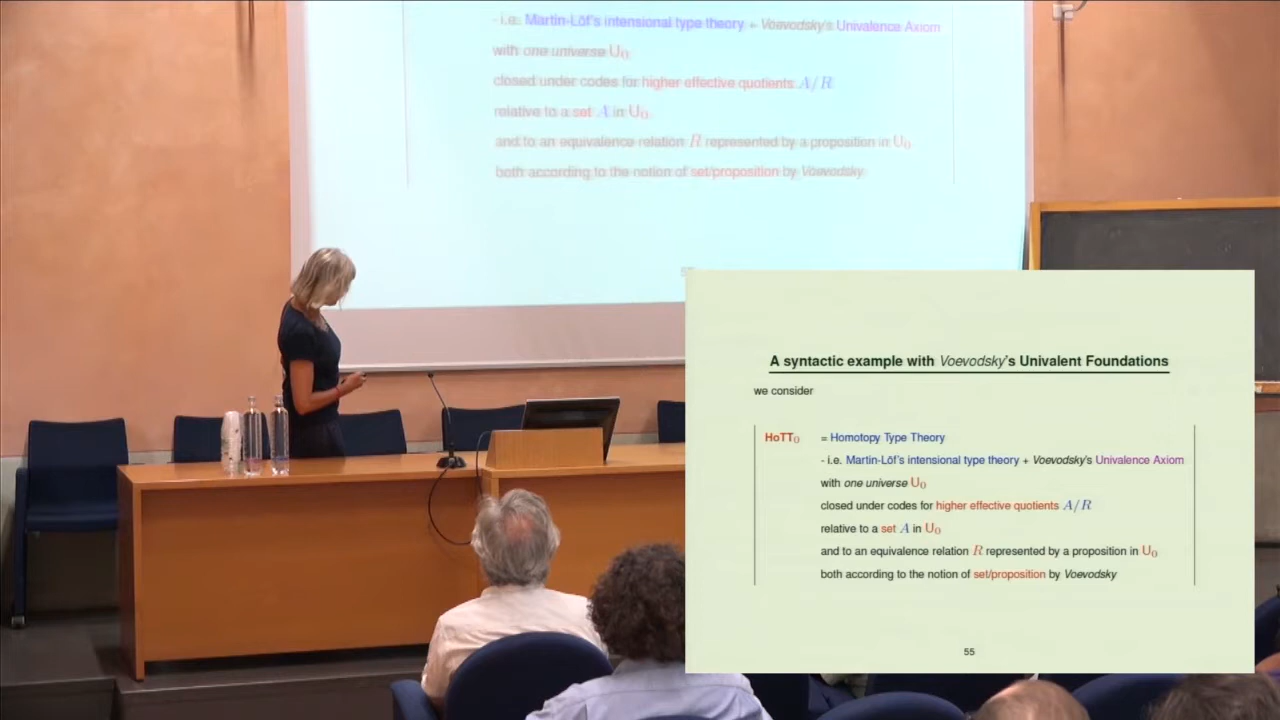 - i.e. Martin-Löf's intensional type theory + Voevodsky's Univalence Axiom
with one universe U₀
closed under codes for higher effective quotients A/R
relative to a set A in U₀
and to an equivalence relation R represented by a proposition in U₀
both according to the notion of set/proposition by Voevodsky
A syntactic example with Voevodsky's Univalent Foundations
we consider
HoTT₀ = Homotopy Type Theory
- i.e. Martin-Löf's intensional type theory + Voevodsky's Univalence Axiom
with one universe U₀
closed under codes for higher effective quotients A/R
relative to a set A in U₀
and to an equivalence relation R represented by a proposition in U₀
both according to the notion of set/proposition by Voevodsky
55